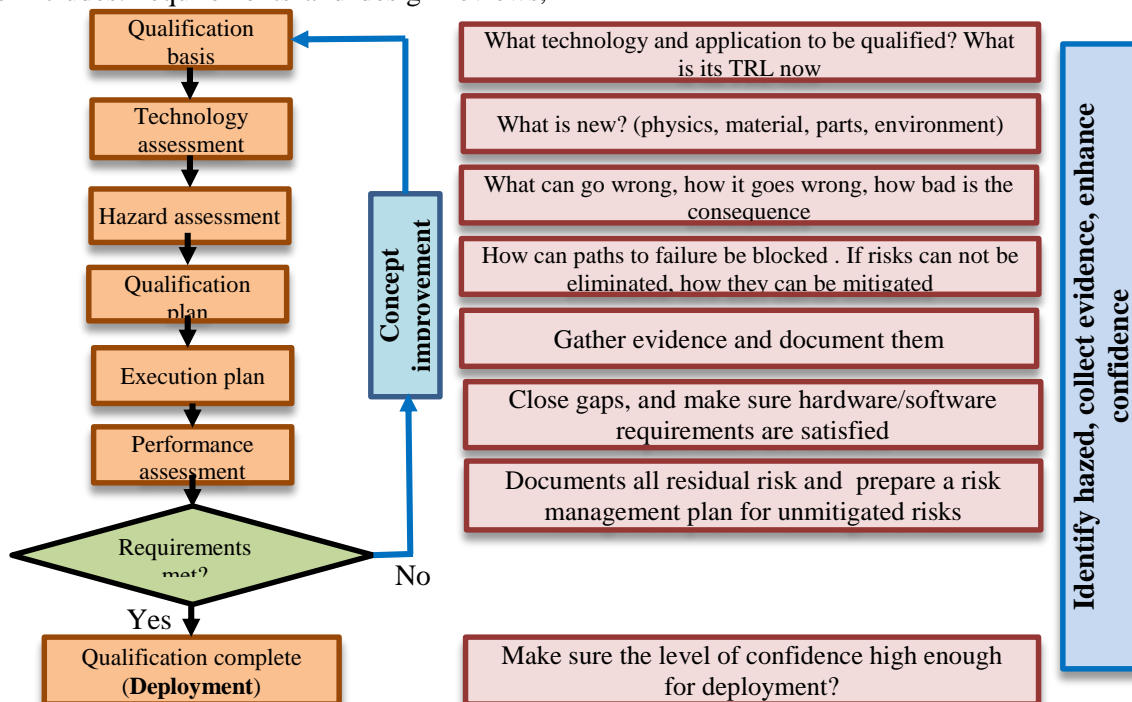 includes: Requirements and design reviews,
Qualification
basis
What technology and application to be qualified? What
is its TRL now
Technology
assessment
What is new? (physics, material, parts, environment)
Hazard assessment
What can go wrong, how it goes wrong, how bad is the
consequence
Qualification
plan
How can paths to failure be blocked . If risks can not be
eliminated, how they can be mitigated
Execution plan
Gather evidence and document them
Performance
assessment
Close gaps, and make sure hardware/software
requirements are satisfied
Documents all residual risk and prepare a risk
management plan for unmitigated risks
Requirements
met?
No
Yes
Concept
improvement
Qualification complete
(Deployment)
Make sure the level of confidence high enough
for deployment?
Identify hazed, collect evidence, enhance
confidence